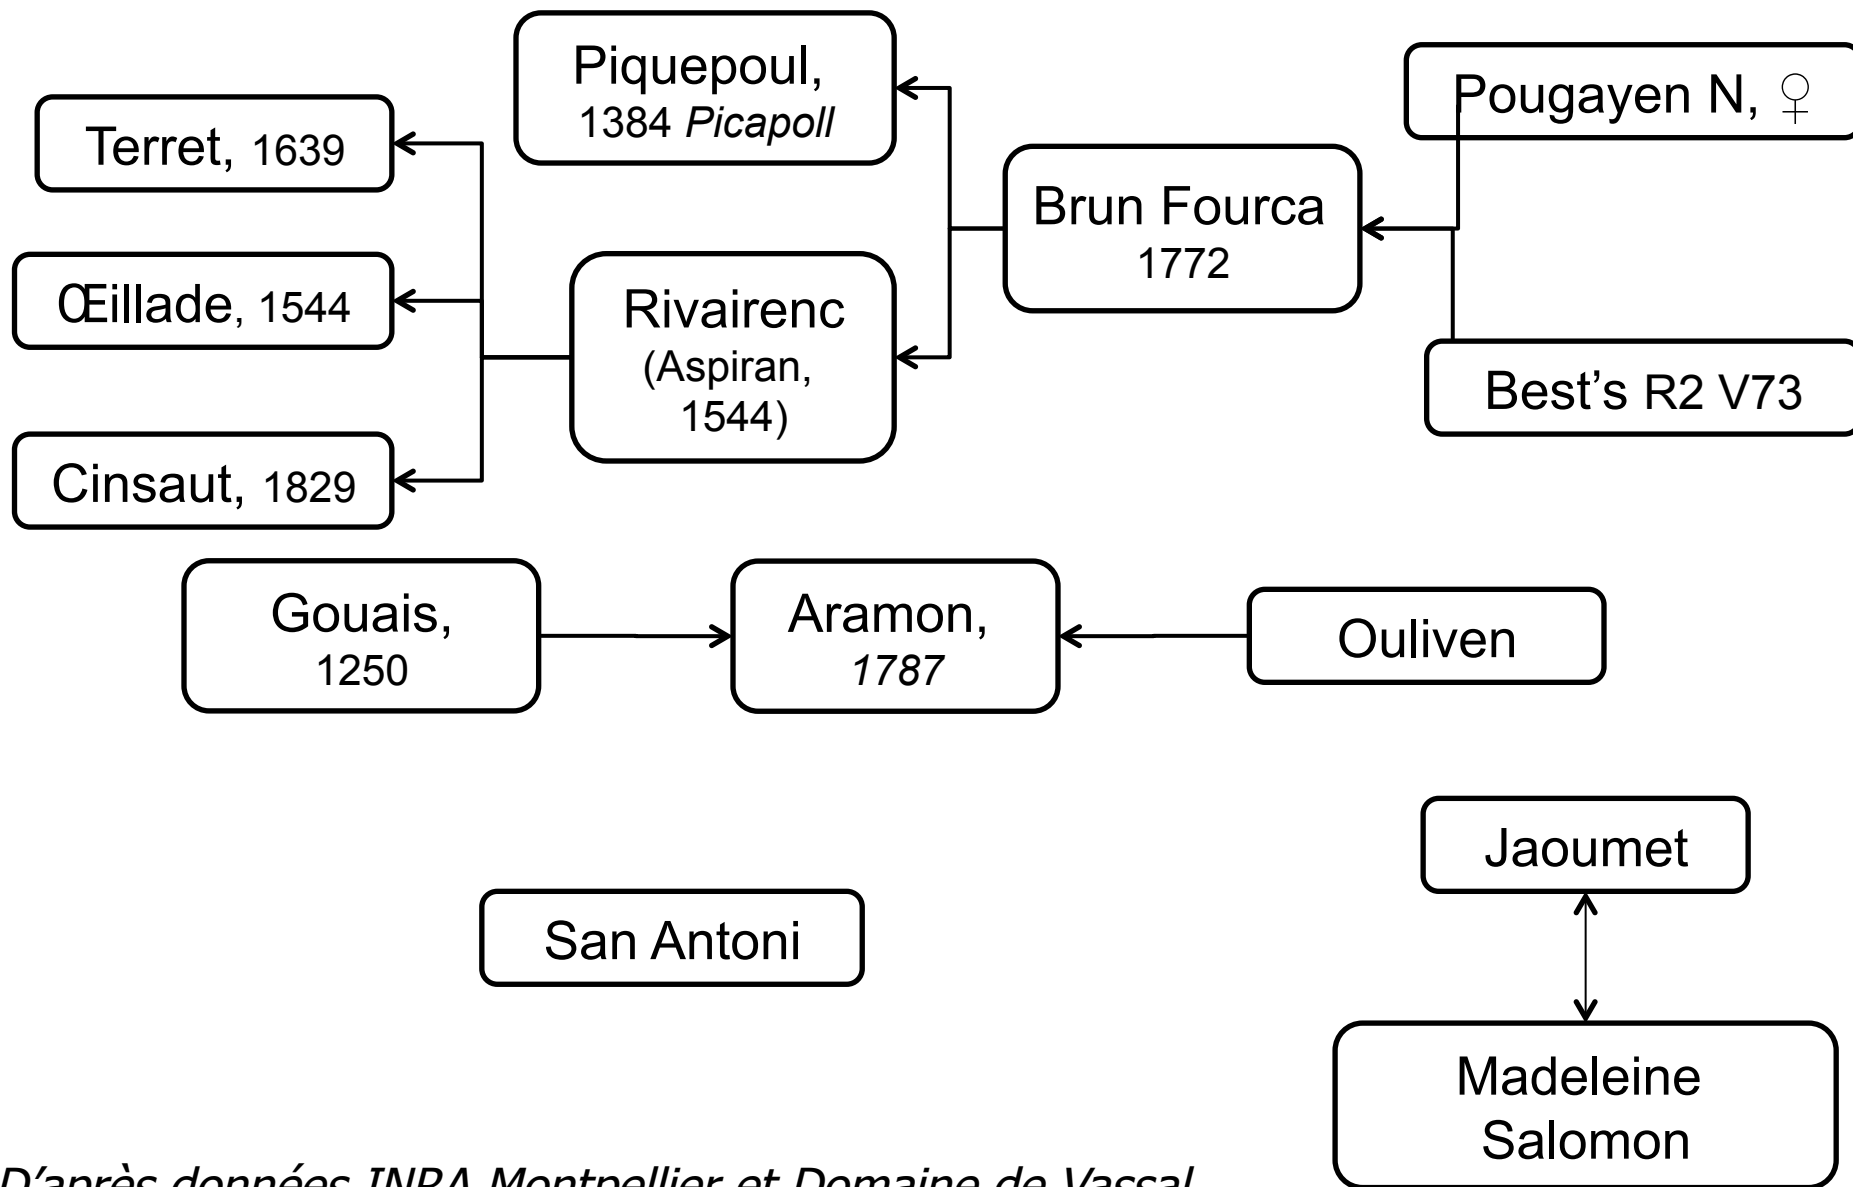 Piquepoul,
1384 Picapoll
Pougayen N, ♀
Terret, 1639
Brun Fourca
1772
Œillade, 1544
Rivairenc
(Aspiran,
1544)
Best’s R2 V73
Cinsaut, 1829
Gouais,
1250
Aramon,
1787
Ouliven
Jaoumet
San Antoni
Madeleine
Salomon
D’après données INRA Montpellier et Domaine de Vassal